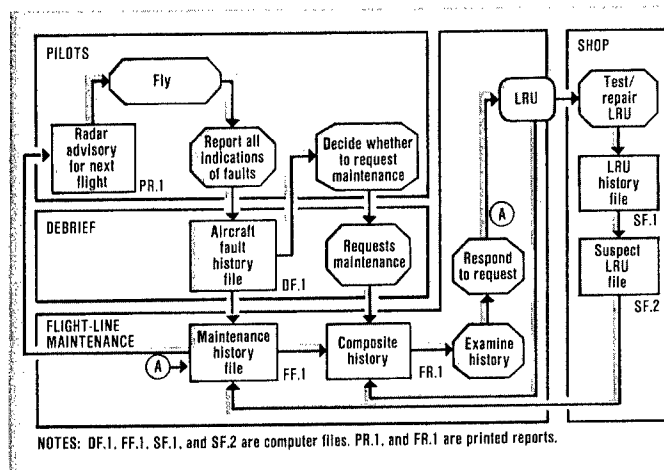 PILOTS
Fly
Radar
advisory
for next
flight
PR.1
Report all
indications
of faults
Decide whether
to request
maintenance
DEBRIEF
Aircraft
fault
history
file
DF.1
Requests
maintenance
FLIGHT-LINE
MAINTENANCE
A
Maintenance
history
file
FF.1
Composite
history
FR.1
Examine
history
Respond
to request
A
LRU
SHOP
Test/
repair
LRU
LRU
history
file
SF.1
Suspect
LRU
file
SF.2
NOTES: DF.1, FF.1, SF.1, and SF.2 are computer files. PR.1, and FR.1 are printed reports.